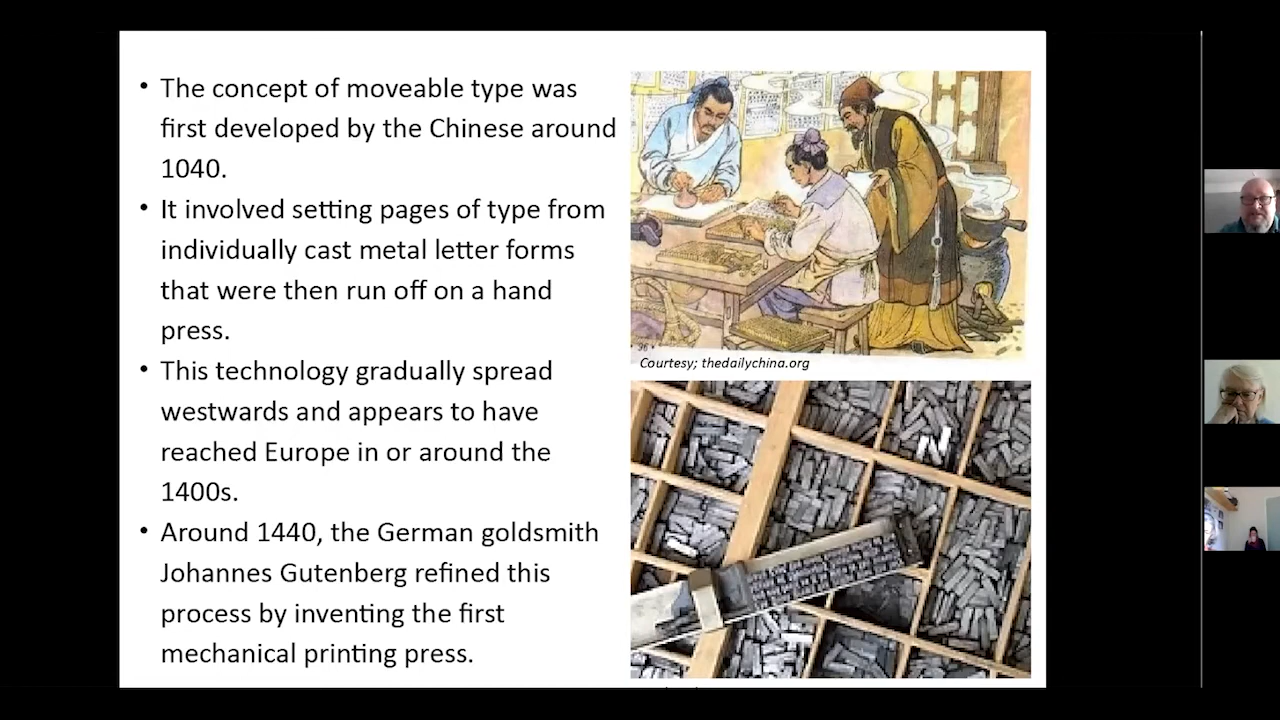 • The concept of moveable type was
first developed by the Chinese around
1040.
• It involved setting pages of type from
individually cast metal letter forms
that were then run off on a hand
press.
• This technology gradually spread
westwards and appears to have
reached Europe in or around the
1400s.
• Around 1440, the German goldsmith
Johannes Gutenberg refined this
process by inventing the first
mechanical printing press.
96
Courtesy; thedailychina.org